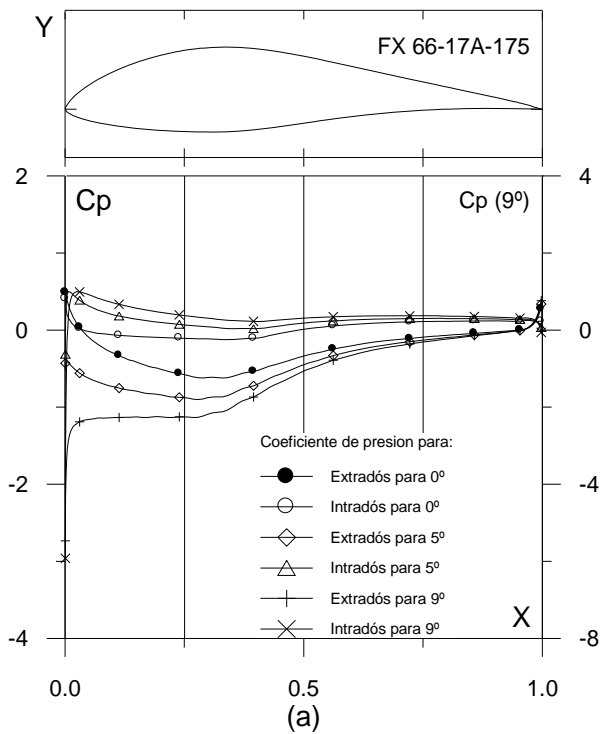 Y
FX 66-17A-175
2
4
Cp
Cp (9º)
0
0
Coeficiente de presion para:
Extradós para 0º
Intradós para 0º
-2
-4
Extradós para 5º
Intradós para 5º
Extradós para 9º
Intradós para 9º
X
-4
-8
0.0
0.5
1.0
(a)